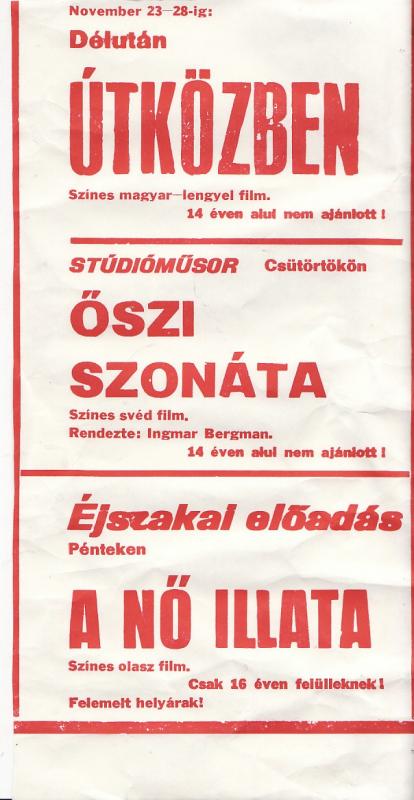 November 23—28-ig:
Délután
ÚTKÖZBEN
Színes magyar—lengyel film.
14 éven alul nem ajánlott!
STÚDIÓMŰSOR Csütörtökön
ŐSZI
SZONÁTA
Színes svéd film.
Rendezte: Ingmar Bergman.
14 éven alul nem ajánlott!
Éjszakai előadás
Pénteken
A NŐ ILLATA
Színes olasz film.
Csak 16 éven felülieknek!
Felemelt helyárak!